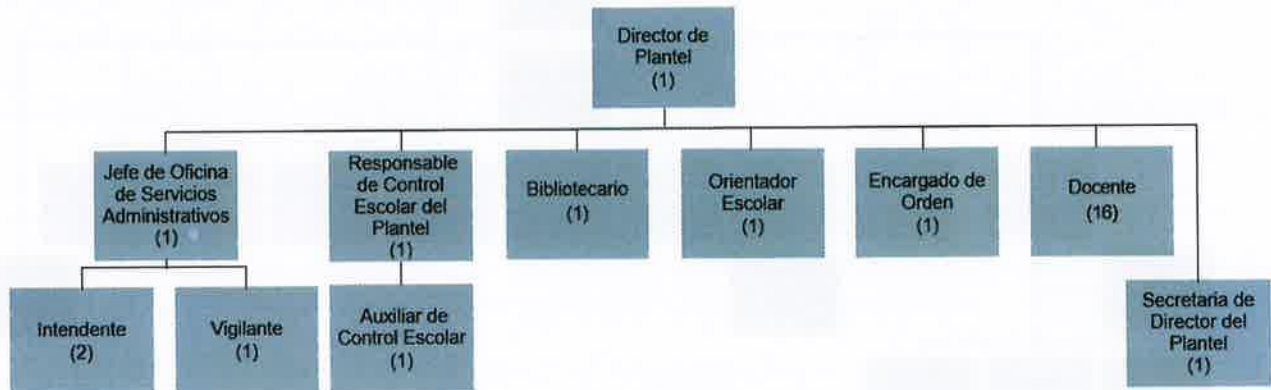 Director de
Plantel
(1)
Jefe de Oficina
de Servicios
Administrativos
(1)
Responsable
de Control
Escolar del
Plantel
(1)
Bibliotecario
(1)
Orientador
Escolar
(1)
Encargado de
Orden
(1)
Docente
(16)
Intendente
(2)
Vigilante
(1)
Auxiliar de
Control Escolar
(1)
Secretaria de
Director del
Plantel
(1)